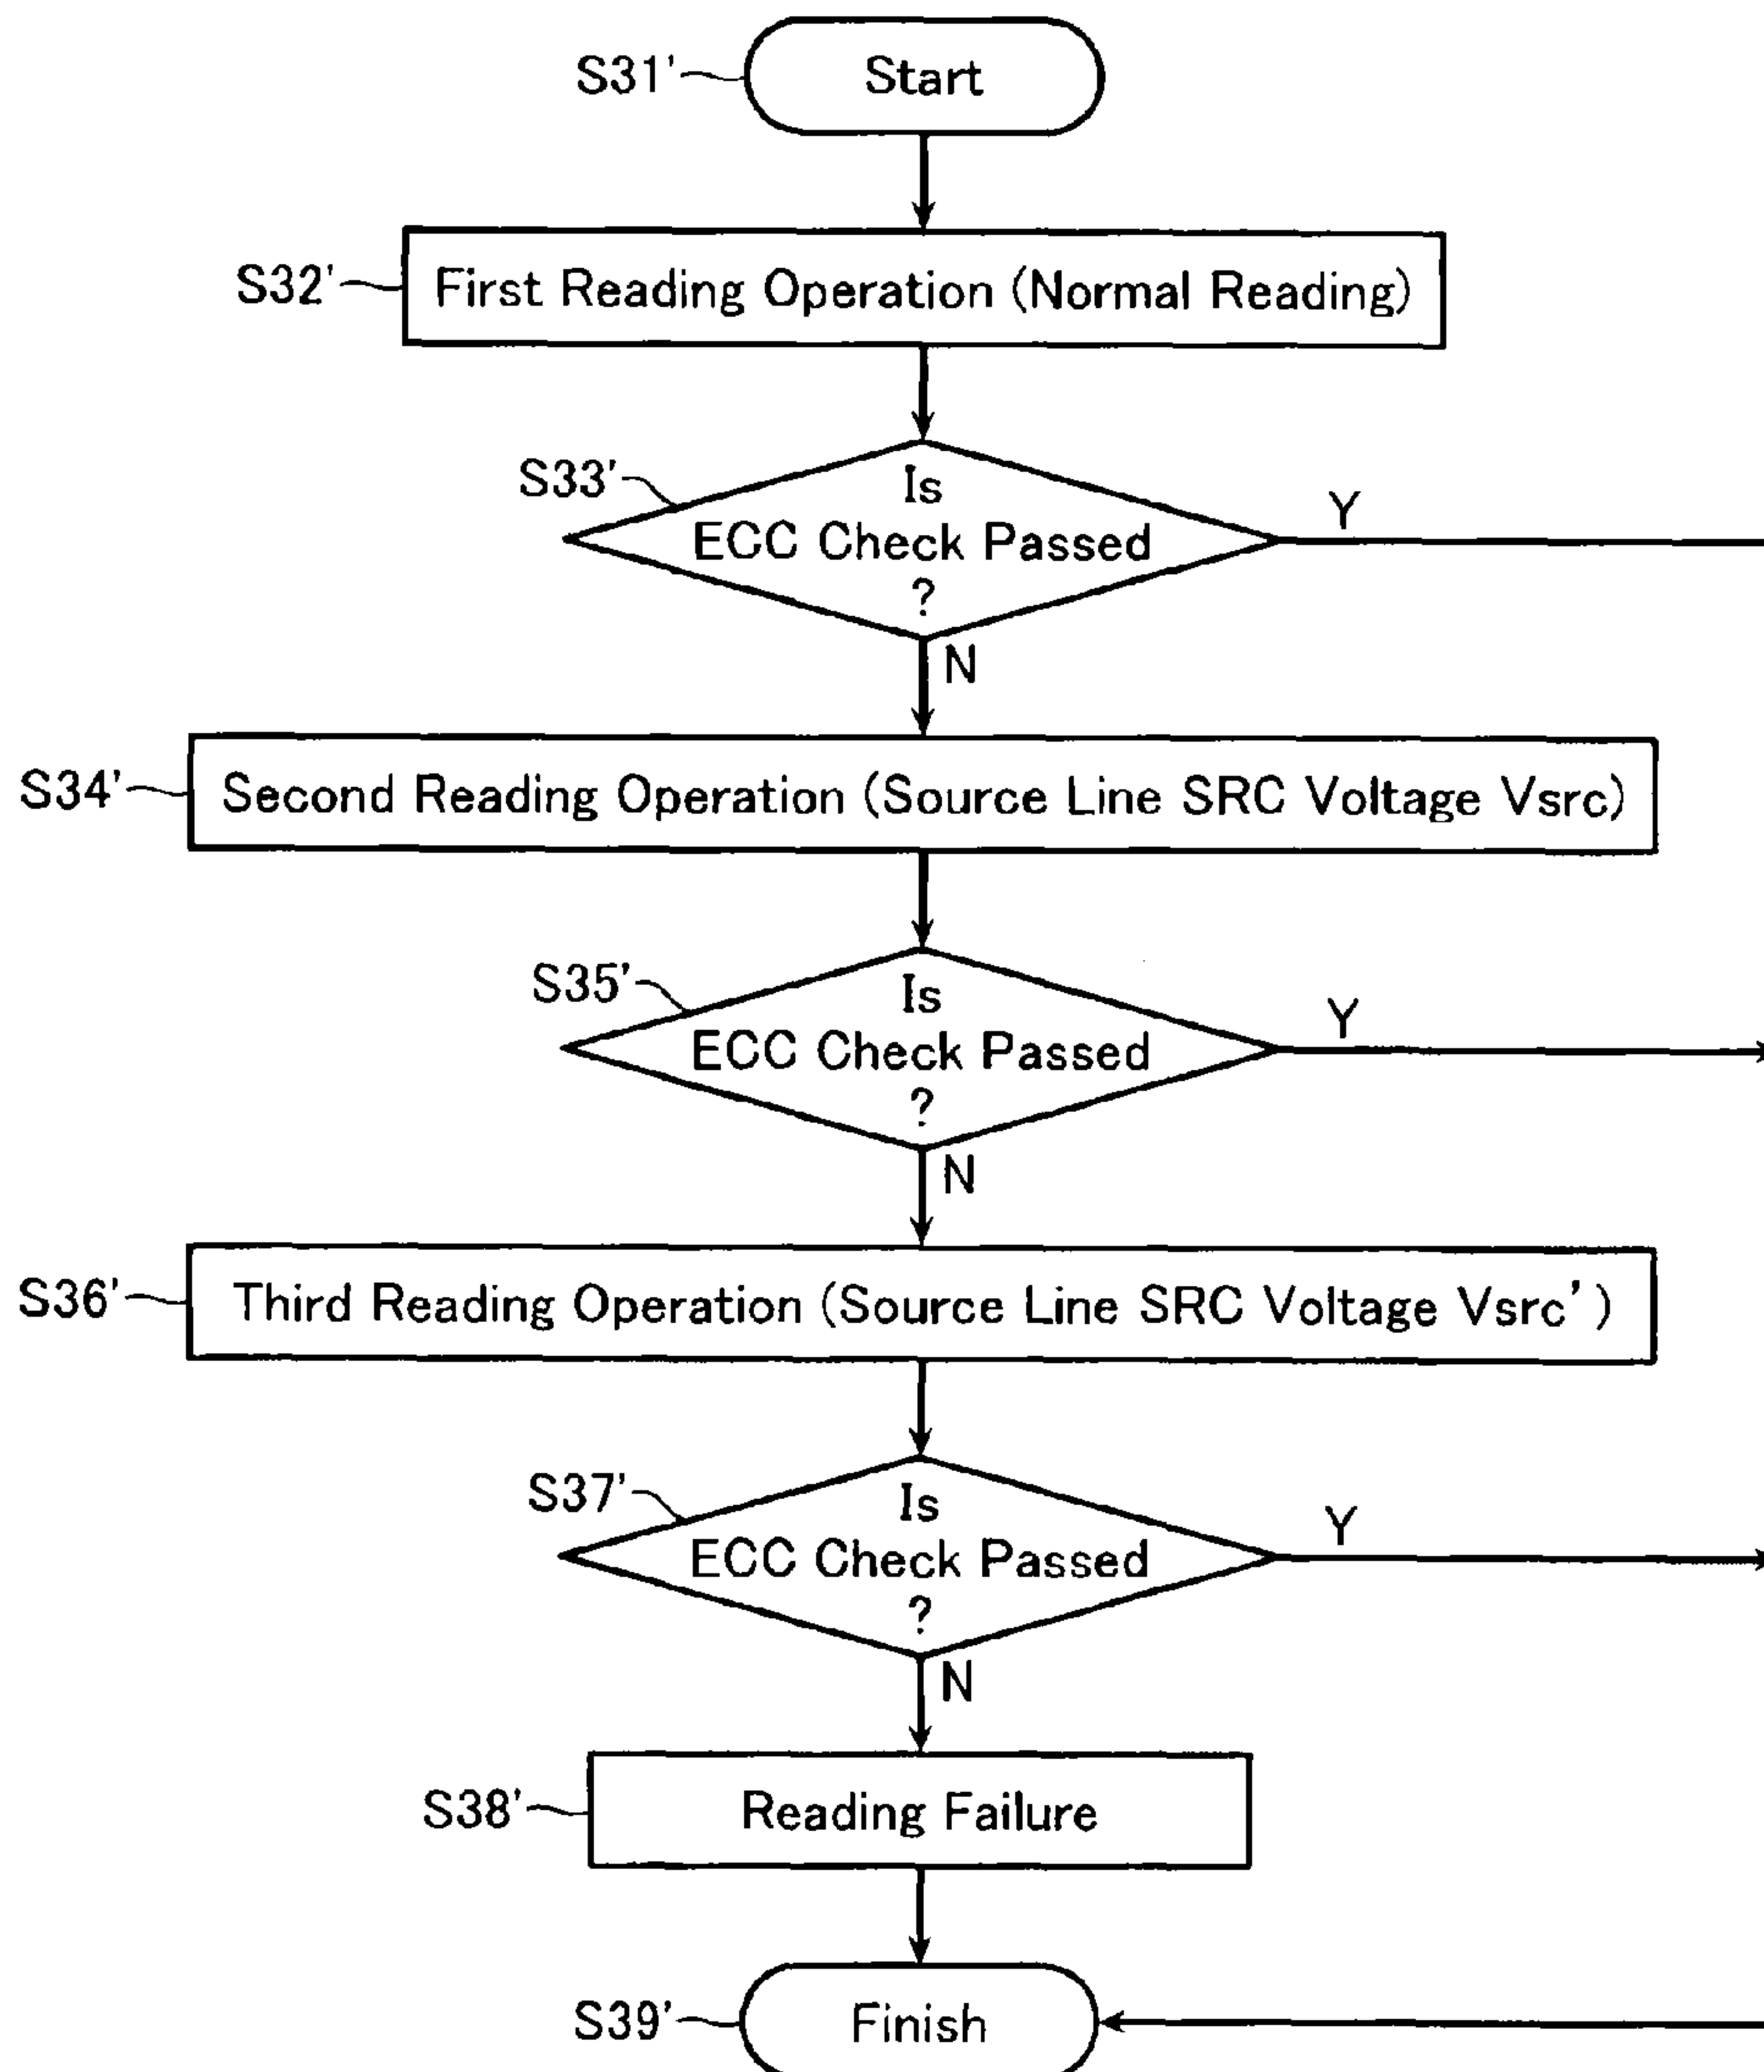 S31'
Start
S32'
First Reading Operation (Normal Reading)
S33'
Is
ECC Check Passed
?
Y
N
S34'
Second Reading Operation (Source Line SRC Voltage Vsrc)
S35'
Is
ECC Check Passed
?
Y
N
S36'
Third Reading Operation (Source Line SRC Voltage Vsrc')
S37'
Is
ECC Check Passed
?
Y
N
S38'
Reading Failure
S39'
Finish